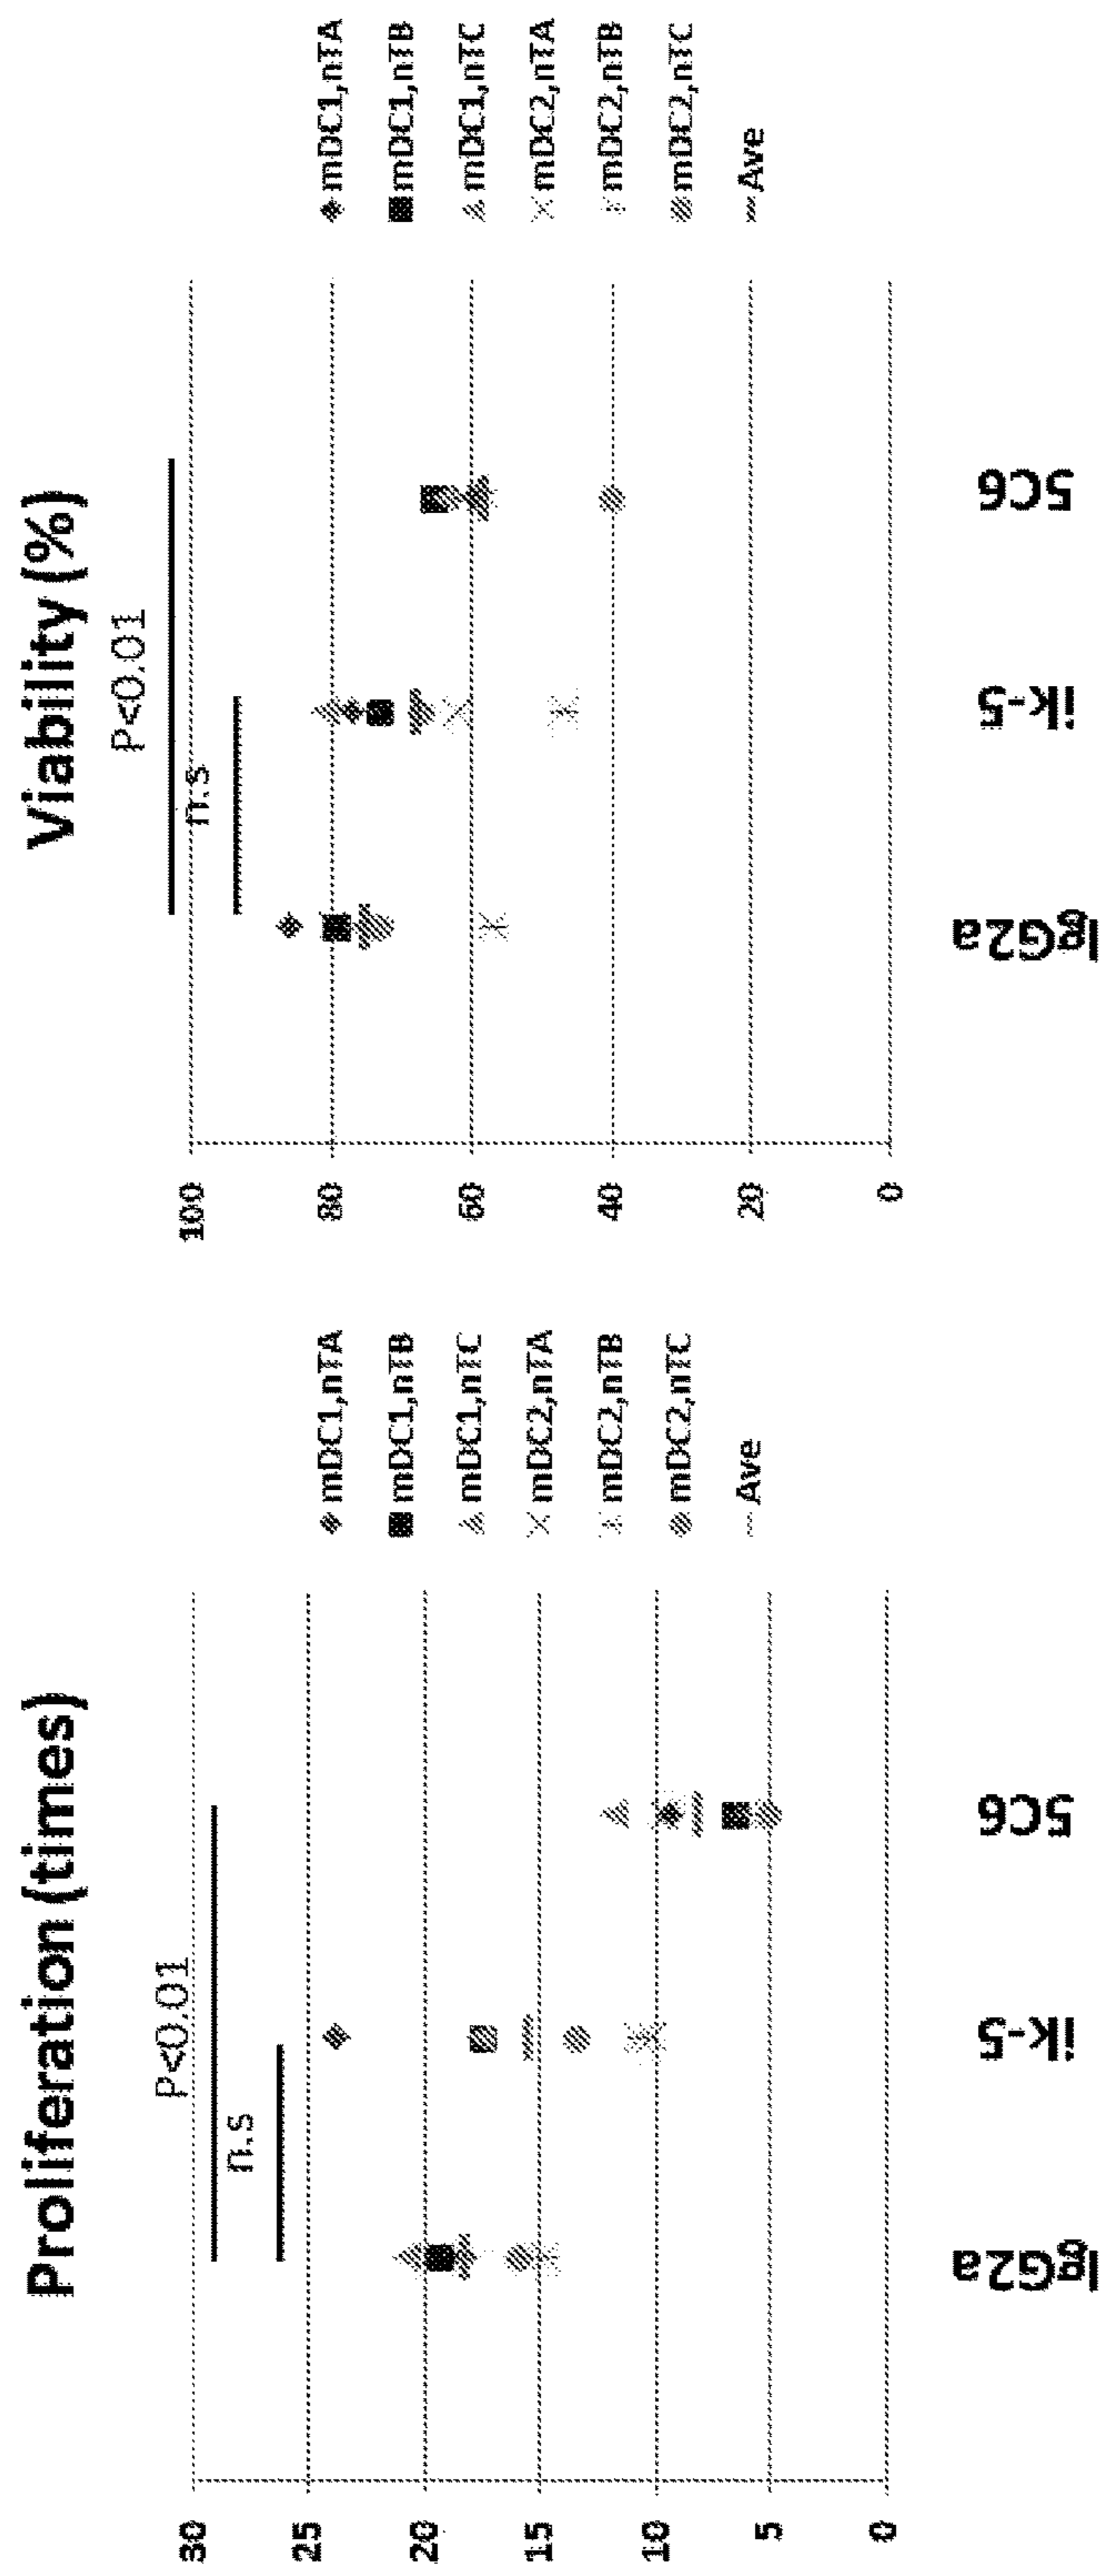 Proliferation (times)
P<0.01
n.s
30
25
20
15
10
5
0
IgG2a
ik-5
5C6
mDC1,nTA
mDC1,nTB
mDC1,nTC
mDC2,nTA
mDC2,nTB
mDC2,nTC
Ave
Viability (%)
P<0.01
n.s
100
80
60
40
20
0
IgG2a
ik-5
5C6
mDC1,nTA
mDC1,nTB
mDC1,nTC
mDC2,nTA
mDC2,nTB
mDC2,nTC
Ave